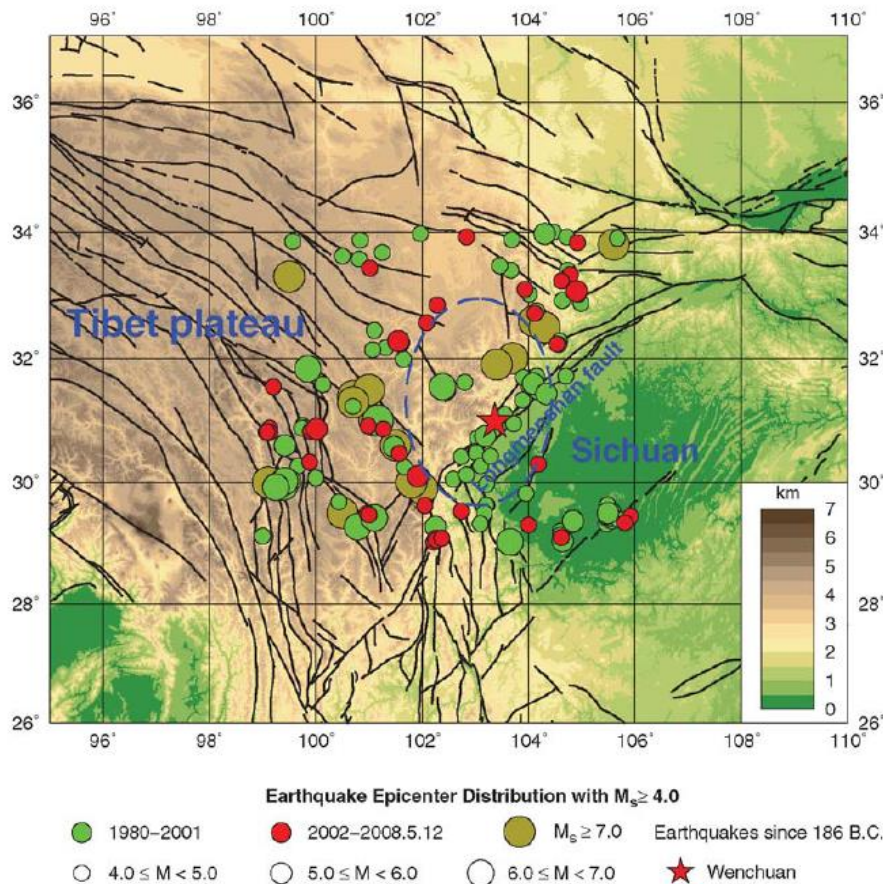 96° 98° 100° 102° 104° 106° 108° 110°
36°
34°
32°
30°
28°
26°
Tibet plateau
Longmenshan fault
Sichuan
km
7
6
5
4
3
2
1
0
36°
34°
32°
30°
28°
26°
96° 98° 100° 102° 104° 106° 108° 110°
Earthquake Epicenter Distribution with Ms≥ 4.0
1980–2001 2002–2008.5.12 Ms ≥ 7.0 Earthquakes since 186 B.C.
4.0 ≤ M < 5.0 5.0 ≤ M < 6.0 6.0 ≤ M < 7.0 Wenchuan